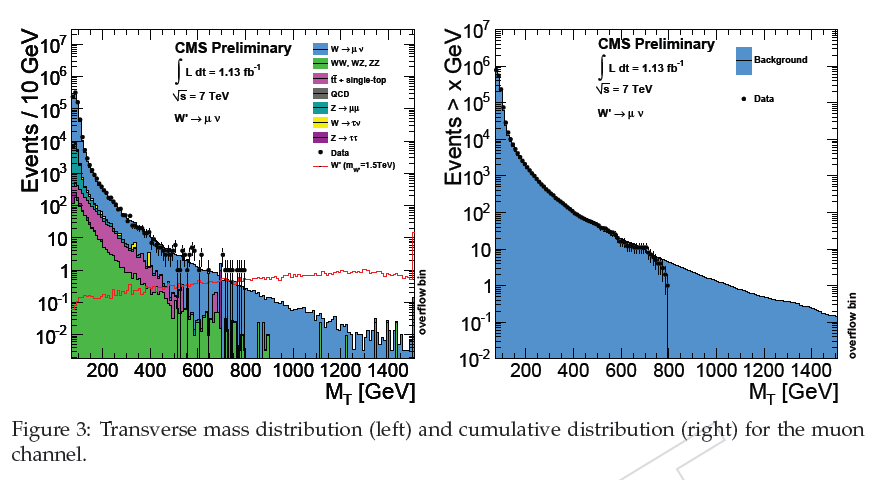 CMS Preliminary
∫ L dt = 1.13 fb⁻¹
√s = 7 TeV
W' → μ ν
W → μ ν
WW, WZ, ZZ
tt̄ + single-top
QCD
Z → μμ
W → τν
Z → ττ
Data
W' (m_W'=1.5TeV)
Events / 10 GeV
10⁷
10⁶
10⁵
10⁴
10³
10²
10
1
10⁻¹
10⁻²
200 400 600 800 1000 1200 1400
M_T [GeV]
overflow bin
CMS Preliminary
∫ L dt = 1.13 fb⁻¹
√s = 7 TeV
W' → μ ν
Background
Data
Events > x GeV
10⁷
10⁶
10⁵
10⁴
10³
10²
10
1
10⁻¹
10⁻²
200 400 600 800 1000 1200 1400
M_T [GeV]
overflow bin
Figure 3: Transverse mass distribution (left) and cumulative distribution (right) for the muon
channel.